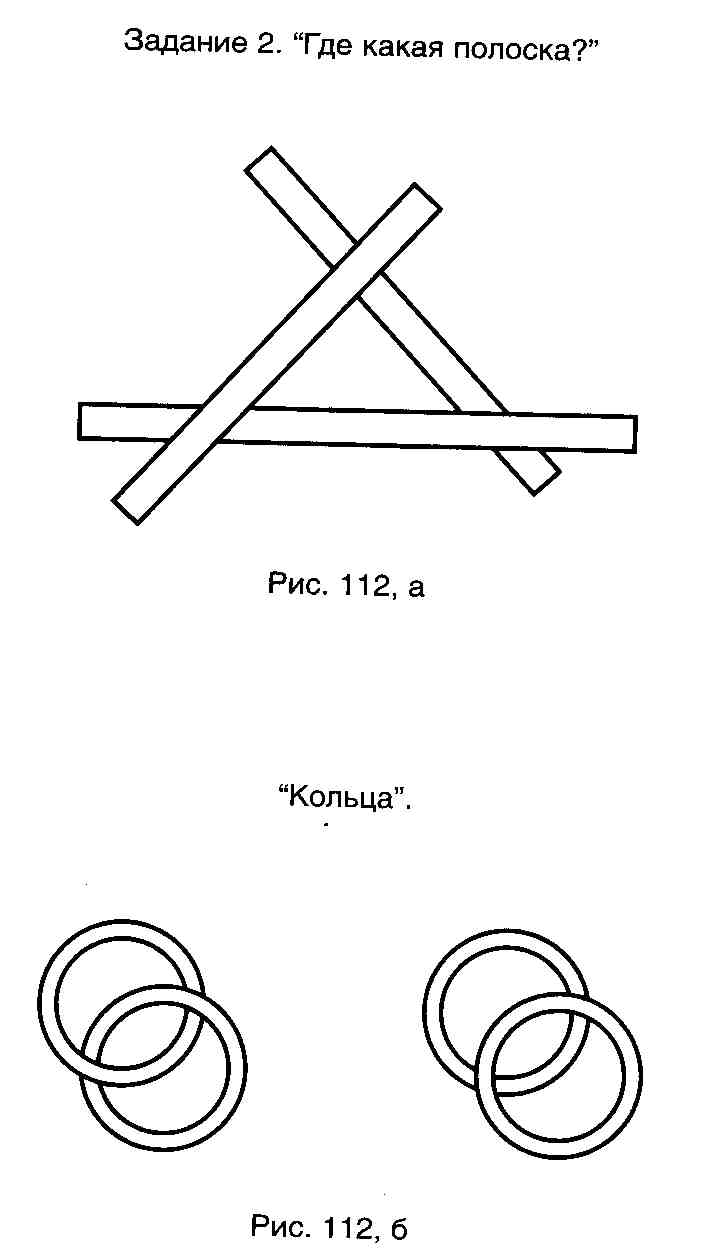 Задание 2. “Где какая полоска?”
Рис. 112, а
“Кольца”.
Рис. 112, б